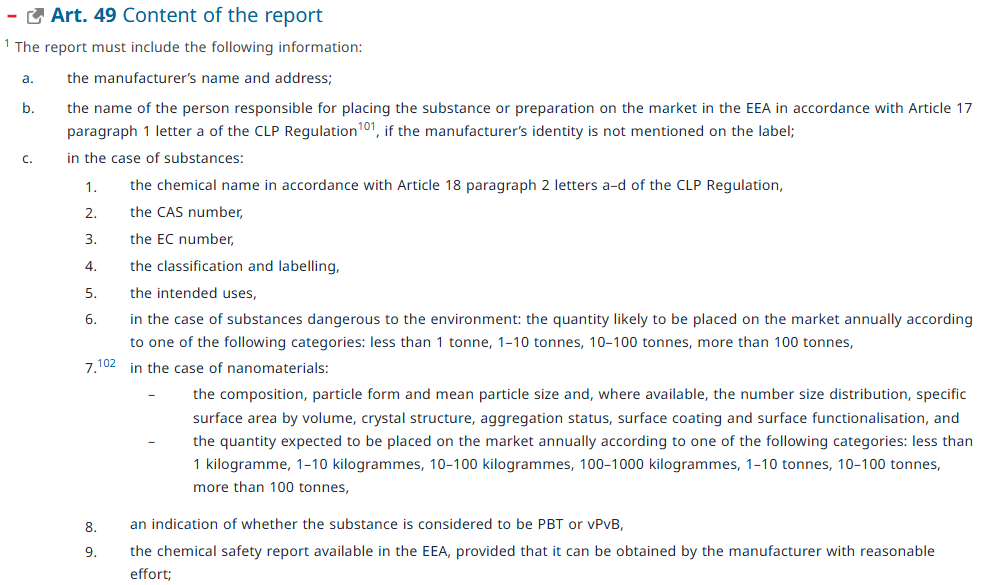 − Art. 49 Content of the report
1 The report must include the following information:
a. the manufacturer’s name and address;
b. the name of the person responsible for placing the substance or preparation on the market in the EEA in accordance with Article 17
paragraph 1 letter a of the CLP Regulation101, if the manufacturer’s identity is not mentioned on the label;
c. in the case of substances:
1. the chemical name in accordance with Article 18 paragraph 2 letters a–d of the CLP Regulation,
2. the CAS number,
3. the EC number,
4. the classification and labelling,
5. the intended uses,
6. in the case of substances dangerous to the environment: the quantity likely to be placed on the market annually according
to one of the following categories: less than 1 tonne, 1–10 tonnes, 10–100 tonnes, more than 100 tonnes,
7.102 in the case of nanomaterials:
– the composition, particle form and mean particle size and, where available, the number size distribution, specific
surface area by volume, crystal structure, aggregation status, surface coating and surface functionalisation, and
– the quantity expected to be placed on the market annually according to one of the following categories: less than
1 kilogramme, 1–10 kilogrammes, 10–100 kilogrammes, 100–1000 kilogrammes, 1–10 tonnes, 10–100 tonnes,
more than 100 tonnes,
8. an indication of whether the substance is considered to be PBT or vPvB,
9. the chemical safety report available in the EEA, provided that it can be obtained by the manufacturer with reasonable
effort;